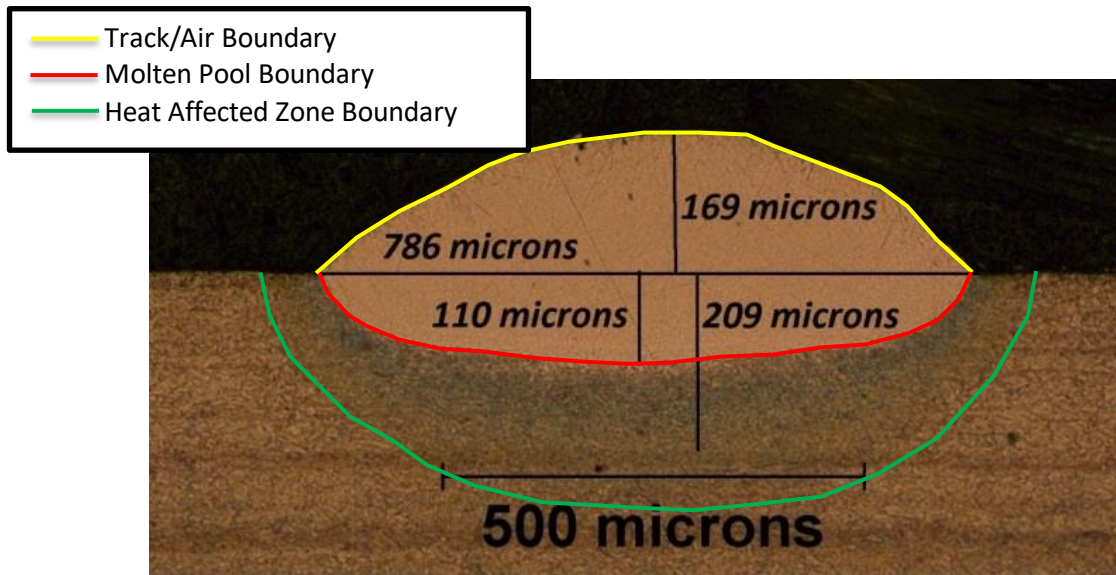 Track/Air Boundary
Molten Pool Boundary
Heat Affected Zone Boundary
169 microns
786 microns
110 microns
209 microns
500 microns